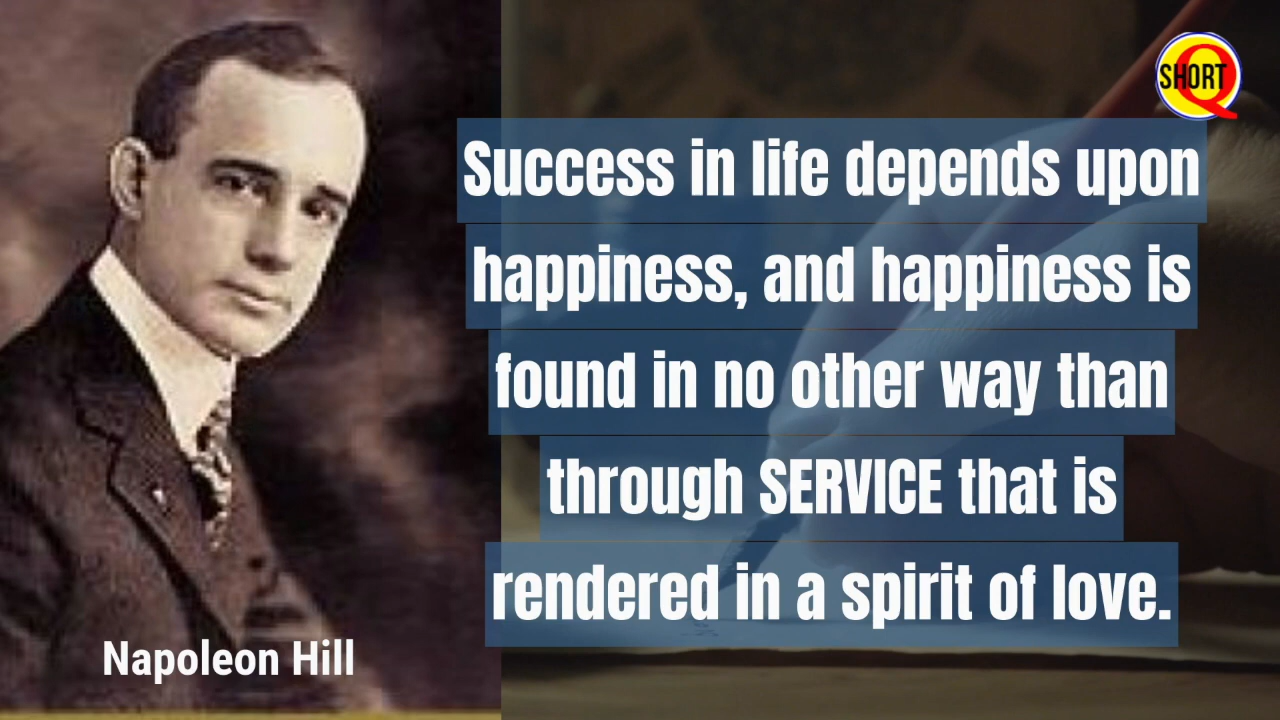 SHORT Q
Success in life depends upon
happiness, and happiness is
found in no other way than
through SERVICE that is
rendered in a spirit of love.
Napoleon Hill